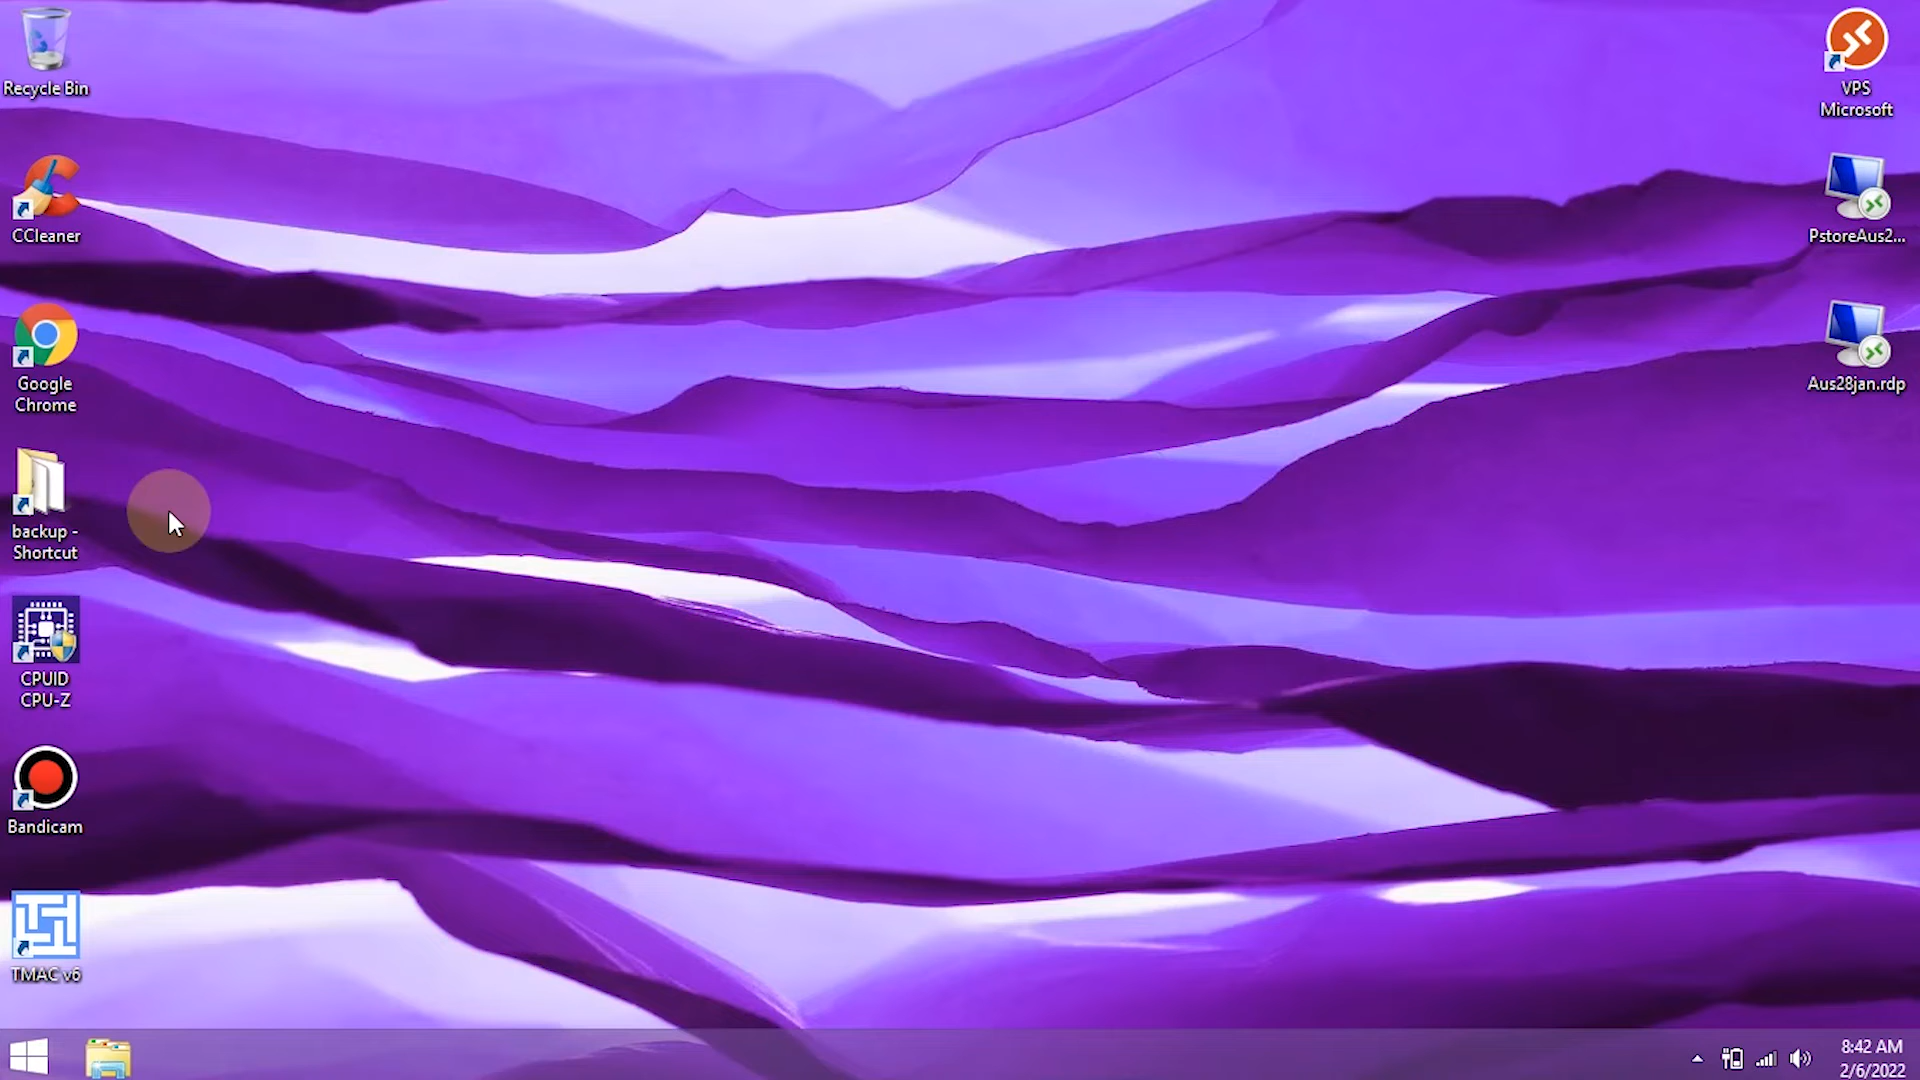 Recycle Bin
CCleaner
Google
Chrome
backup -
Shortcut
CPUID
CPU-Z
Bandicam
TMAC v6
VPS
Microsoft
PstoreAus2...
Aus28jan.rdp
8:42 AM
2/6/2022